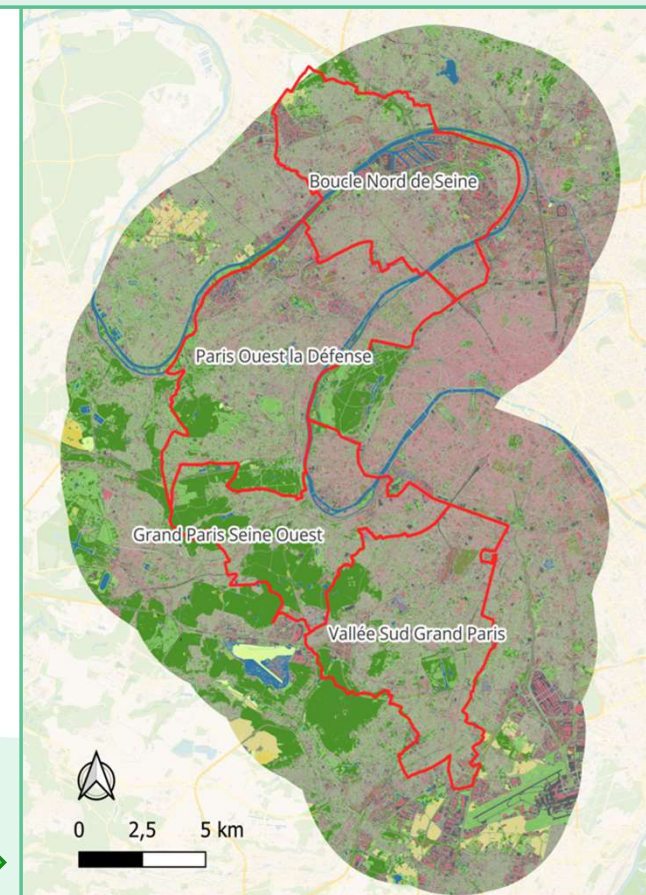 Boucle Nord de Seine
Paris Ouest la Défense
Grand Paris Seine Ouest
Vallée Sud Grand Paris
0 2,5 5 km